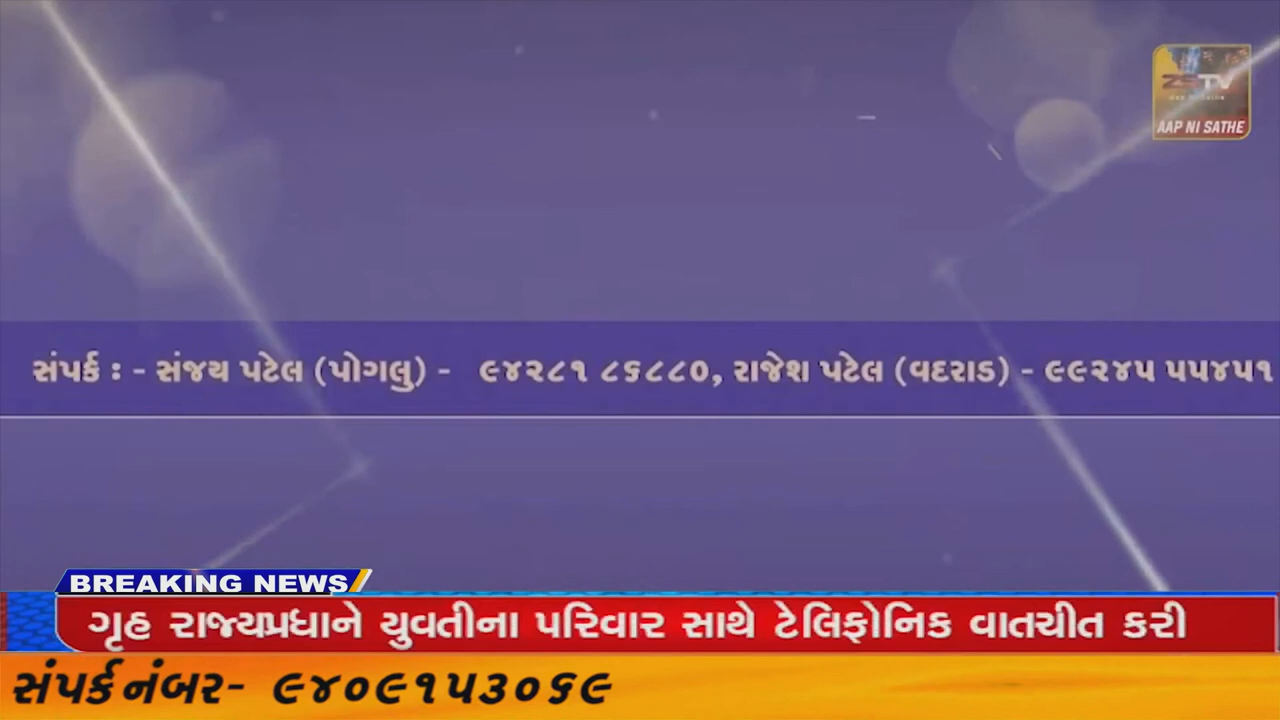 ZSTV
AAP NI SATHE
સંપર્ક : - સંજય પટેલ (પોગલુ) - ૯૪૨૮૧ ૮૬૮૮૦, રાજેશ પટેલ (વદરાડ) - ૯૯૨૪૫ ૫૫૪૫૧
BREAKING NEWS
ગૃહ રાજ્યપ્રધાને યુવતીના પરિવાર સાથે ટેલિફોનિક વાતચીત કરી
સંપર્ક નંબર- ૯૪૦૯૧૫૩૦૬૯